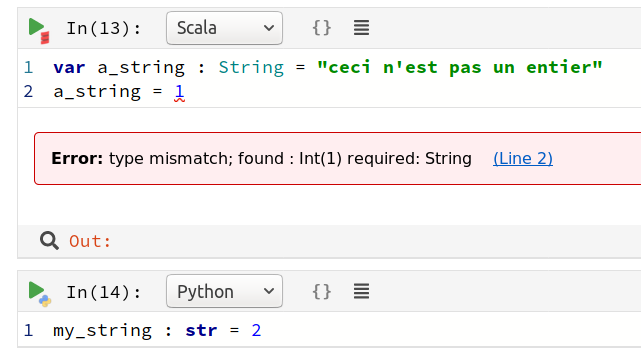 In(13): Scala {}
1 var a_string : String = "ceci n'est pas un entier"
2 a_string = 1
Error: type mismatch; found : Int(1) required: String (Line 2)
Out:
In(14): Python {}
1 my_string : str = 2